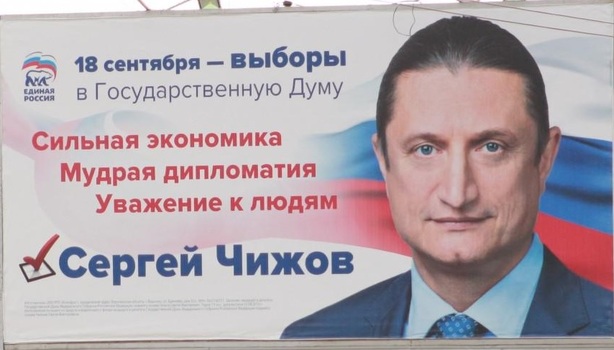 ЕДИНАЯ
РОССИЯ
18 сентября — выборы
в Государственную Думу
Сильная экономика
Мудрая дипломатия
Уважение к людям
Сергей Чижов